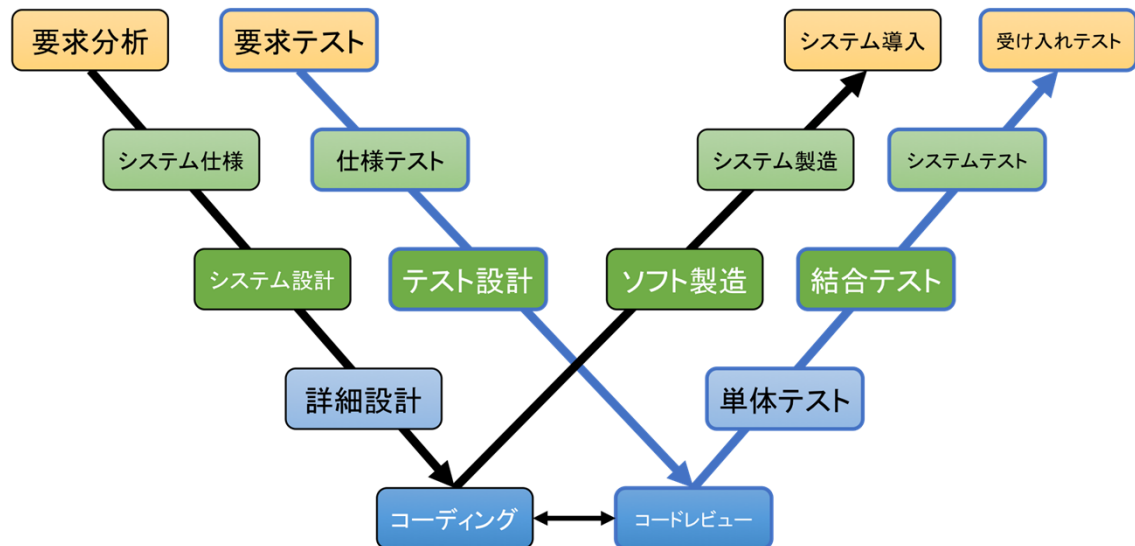 要求分析
要求テスト
システム導入
受け入れテスト
システム仕様
仕様テスト
システム製造
システムテスト
システム設計
テスト設計
ソフト製造
結合テスト
詳細設計
単体テスト
コーディング
コードレビュー